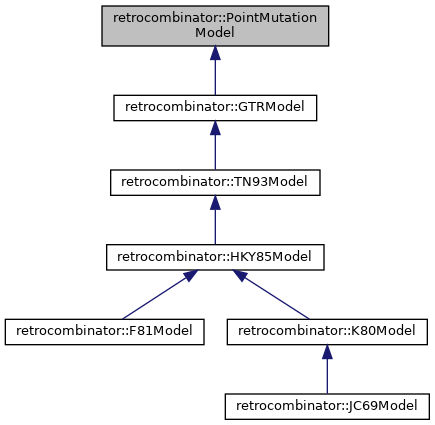 retrocombinator::PointMutation
Model
retrocombinator::GTRModel
retrocombinator::TN93Model
retrocombinator::HKY85Model
retrocombinator::F81Model
retrocombinator::K80Model
retrocombinator::JC69Model